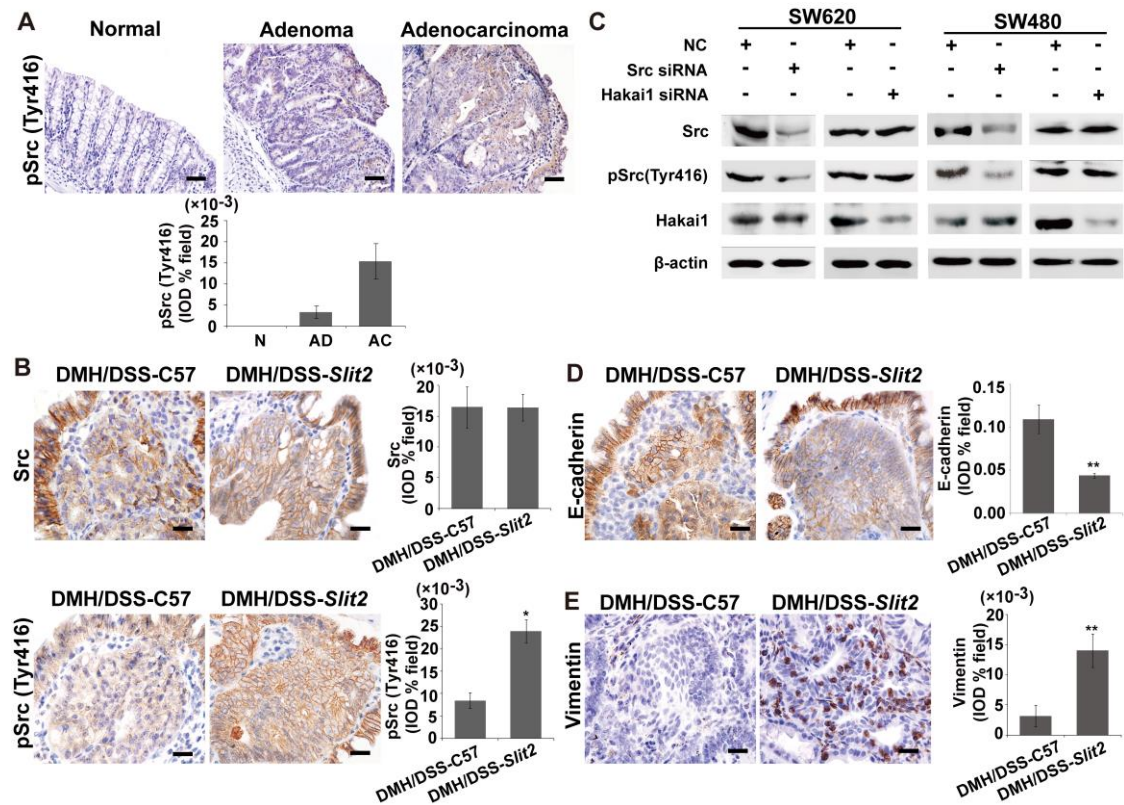 A
Normal
Adenoma
Adenocarcinoma
pSrc (Tyr416)
(×10-3)
pSrc (Tyr416)
(IOD % field)
25
20
15
10
5
0
N AD AC
B
DMH/DSS-C57
DMH/DSS-Slit2
Src
(×10-3)
Src
(IOD % field)
20
15
10
5
0
DMH/DSS-C57
DMH/DSS-Slit2
DMH/DSS-C57
DMH/DSS-Slit2
pSrc (Tyr416)
(×10-3)
pSrc (Tyr416)
(IOD % field)
30
25
20
15
10
5
0
*
DMH/DSS-C57
DMH/DSS-Slit2
C
SW620 SW480
NC + - + - + - + -
Src siRNA - + - - - + - -
Hakai1 siRNA - - - + - - - +
Src
pSrc(Tyr416)
Hakai1
β-actin
D
DMH/DSS-C57
DMH/DSS-Slit2
E-cadherin
E-cadherin
(IOD % field)
0.15
0.10
0.05
0.00
**
DMH/DSS-C57
DMH/DSS-Slit2
E
DMH/DSS-C57
DMH/DSS-Slit2
Vimentin
(×10-3)
Vimentin
(IOD % field)
20
15
10
5
0
**
DMH/DSS-C57
DMH/DSS-Slit2